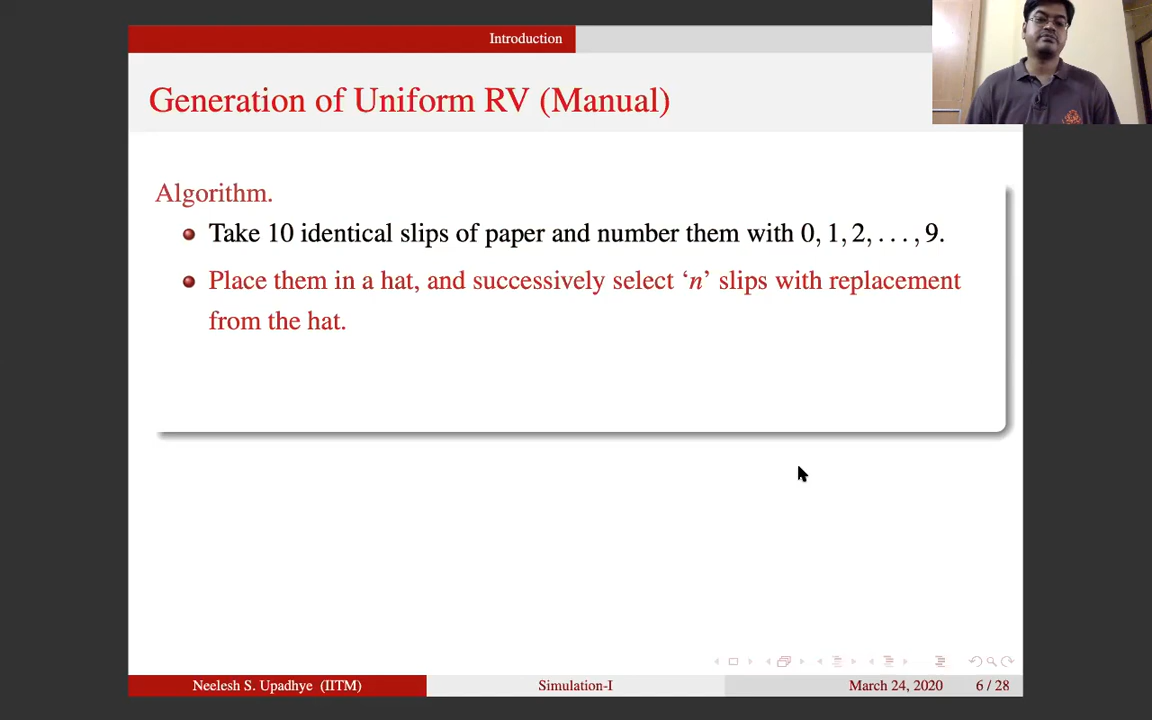 Introduction
Generation of Uniform RV (Manual)
Algorithm.
Take 10 identical slips of paper and number them with 0, 1, 2, . . . , 9.
Place them in a hat, and successively select ‘n’ slips with replacement
from the hat.
Neelesh S. Upadhye (IITM) Simulation-I March 24, 2020 6 / 28